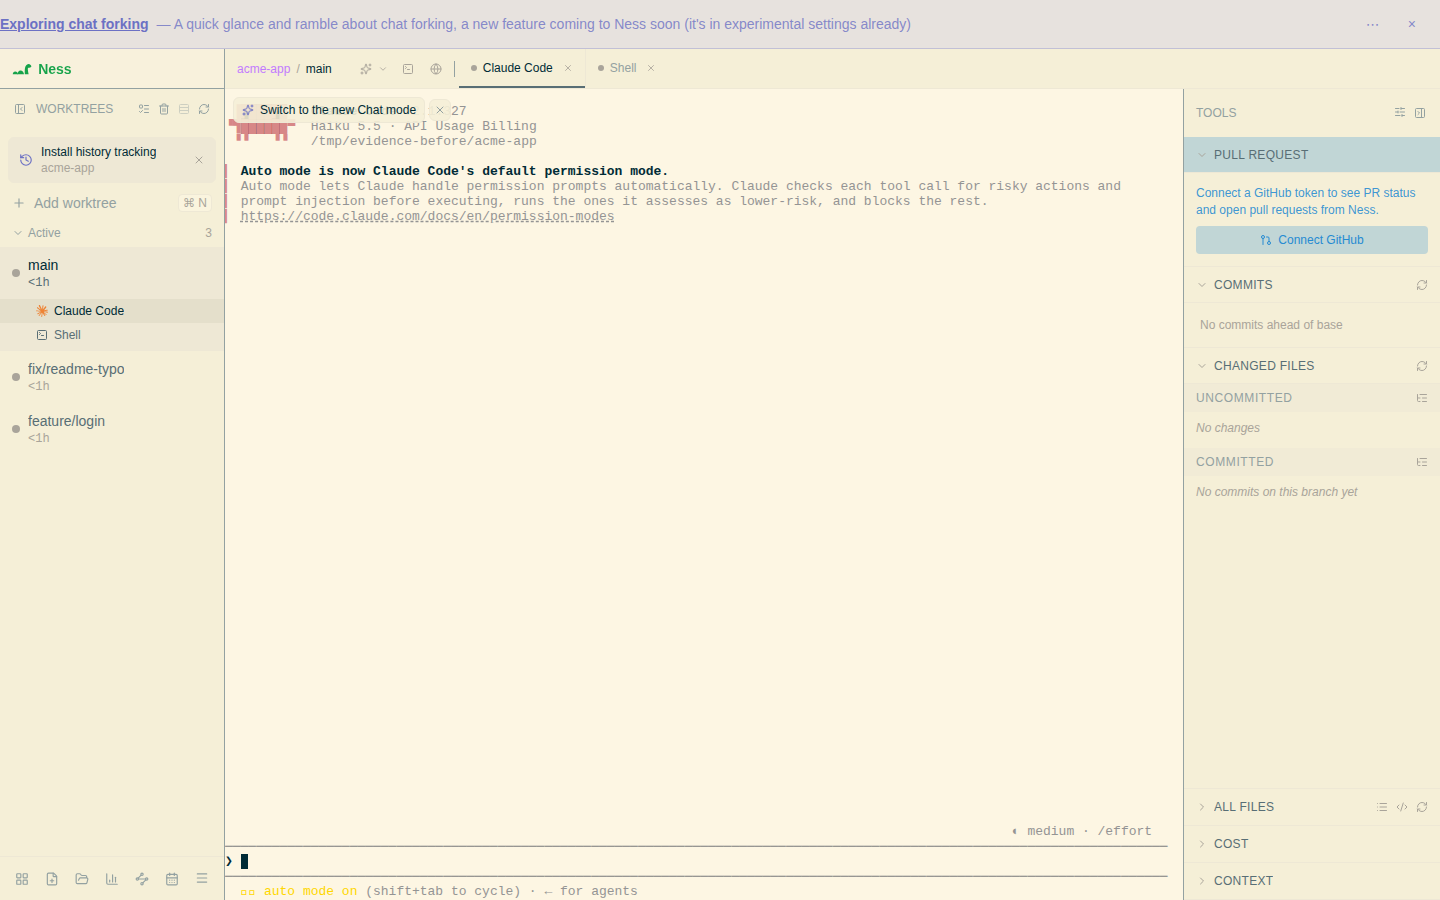 Exploring chat forking — A quick glance and ramble about chat forking, a new feature coming to Ness soon (it's in experimental settings already)
Ness
acme-app / main
Claude Code
Shell
WORKTREES
Install history tracking
acme-app
Add worktree ⌘ N
Active 3
main
<1h
Claude Code
Shell
fix/readme-typo
<1h
feature/login
<1h
Switch to the new Chat mode
27
Haiku 5.5 · API Usage Billing
/tmp/evidence-before/acme-app
Auto mode is now Claude Code's default permission mode.
Auto mode lets Claude handle permission prompts automatically. Claude checks each tool call for risky actions and
prompt injection before executing, runs the ones it assesses as lower-risk, and blocks the rest.
https://code.claude.com/docs/en/permission-modes
medium · /effort
❯
auto mode on (shift+tab to cycle) · ← for agents
TOOLS
PULL REQUEST
Connect a GitHub token to see PR status
and open pull requests from Ness.
Connect GitHub
COMMITS
No commits ahead of base
CHANGED FILES
UNCOMMITTED
No changes
COMMITTED
No commits on this branch yet
ALL FILES
COST
CONTEXT